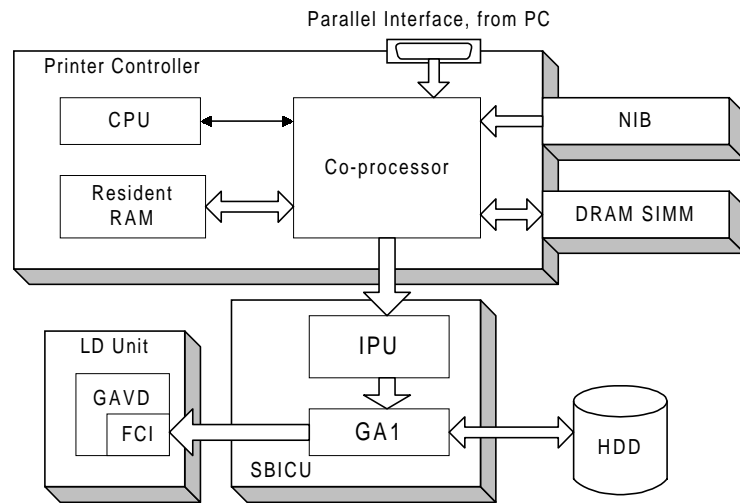 Parallel Interface, from PC
Printer Controller
CPU
NIB
Co-processor
Resident
RAM
DRAM SIMM
IPU
LD Unit
GAVD
FCI
GA1
HDD
SBICU